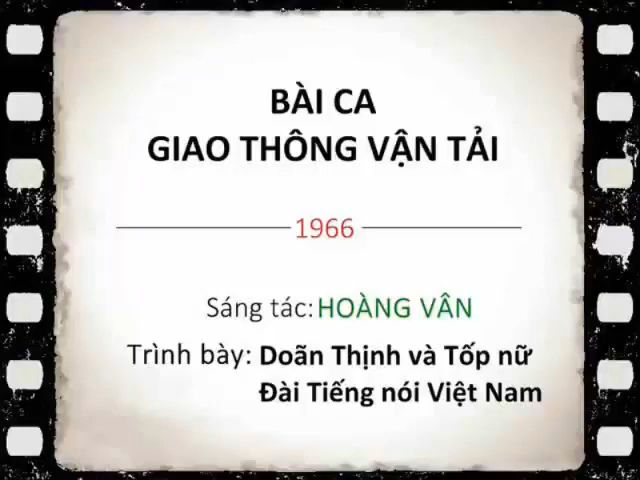 BÀI CA
GIAO THÔNG VẬN TẢI
1966
Sáng tác: HOÀNG VÂN
Trình bày: Doãn Thịnh và Tốp nữ
Đài Tiếng nói Việt Nam